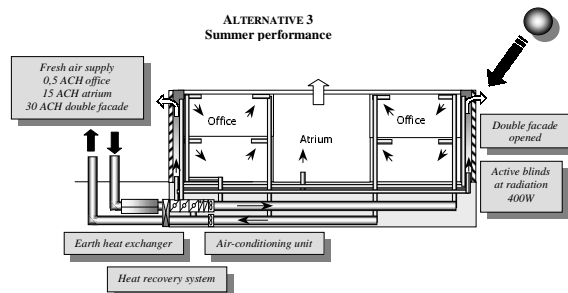 ALTERNATIVE 3
Summer performance
Fresh air supply
0,5 ACH office
15 ACH atrium
30 ACH double facade
Office
Office
Atrium
Double facade
opened
Active blinds
at radiation
400W
Earth heat exchanger
Air-conditioning unit
Heat recovery system